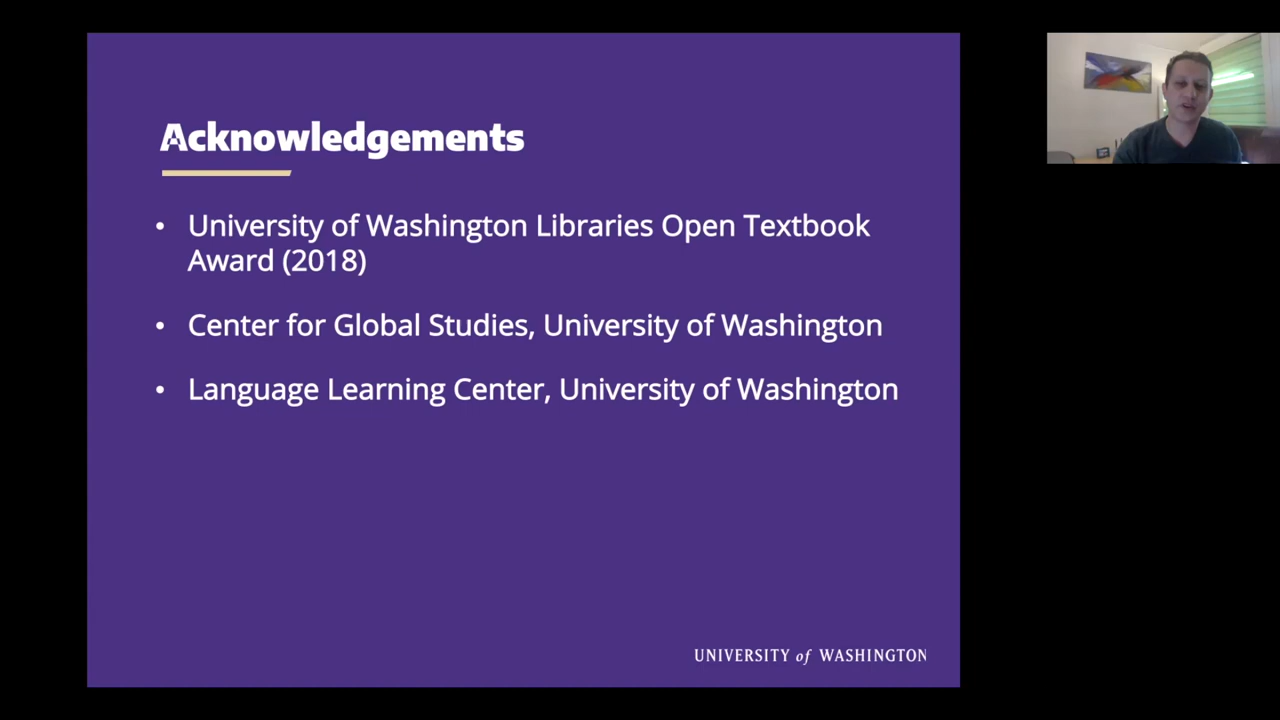 Acknowledgements
• University of Washington Libraries Open Textbook
Award (2018)
• Center for Global Studies, University of Washington
• Language Learning Center, University of Washington
UNIVERSITY of WASHINGTON